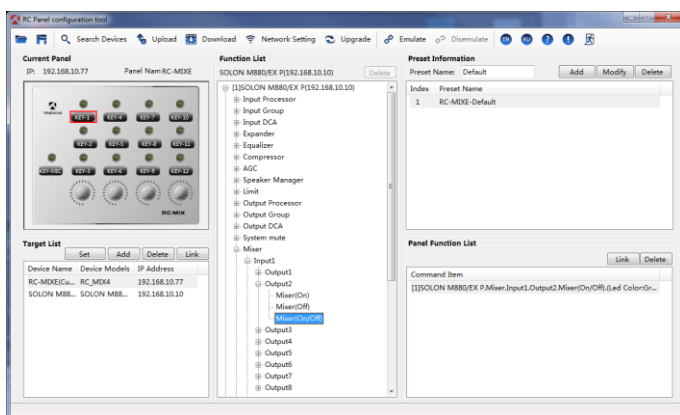 RC Panel configuration tool
Search Devices Upload Download Network Setting Upgrade Emulate Disemulate EN RU ? !
Current Panel
IP: 192.168.10.77 Panel Nam RC-MIXE
KEY-1 KEY-4 KEY-7 KEY-10
KEY-2 KEY-5 KEY-8 KEY-11
KEY-MIC KEY-3 KEY-6 KEY-9 KEY-12
RC-MIX
Target List
Set Add Delete Link
Device Name Device Models IP Address
RC-MIXE(Cu... RC_MIX4 192.168.10.77
SOLON M88... SOLON M88... 192.168.10.10
Function List
SOLON M880/EX P(192.168.10.10) Delete
[1]SOLON M880/EX P(192.168.10.10)
Input Processor
Input Group
Input DCA
Expander
Equalizer
Compressor
AGC
Speaker Manager
Limit
Output Processor
Output Group
Output DCA
System mute
Mixer
Input1
Output1
Output2
Mixer(On)
Mixer(Off)
Mixer(On/Off)
Output3
Output4
Output5
Output6
Output7
Output8
Preset Information
Preset Name: Default Add Modify Delete
Index Preset Name
1 RC-MIXE-Default
Panel Function List
Link Delete
Command Item
[1]SOLON M880/EX P.Mixer.Input1.Output2.Mixer(On/Off).(Led Color:Gr...